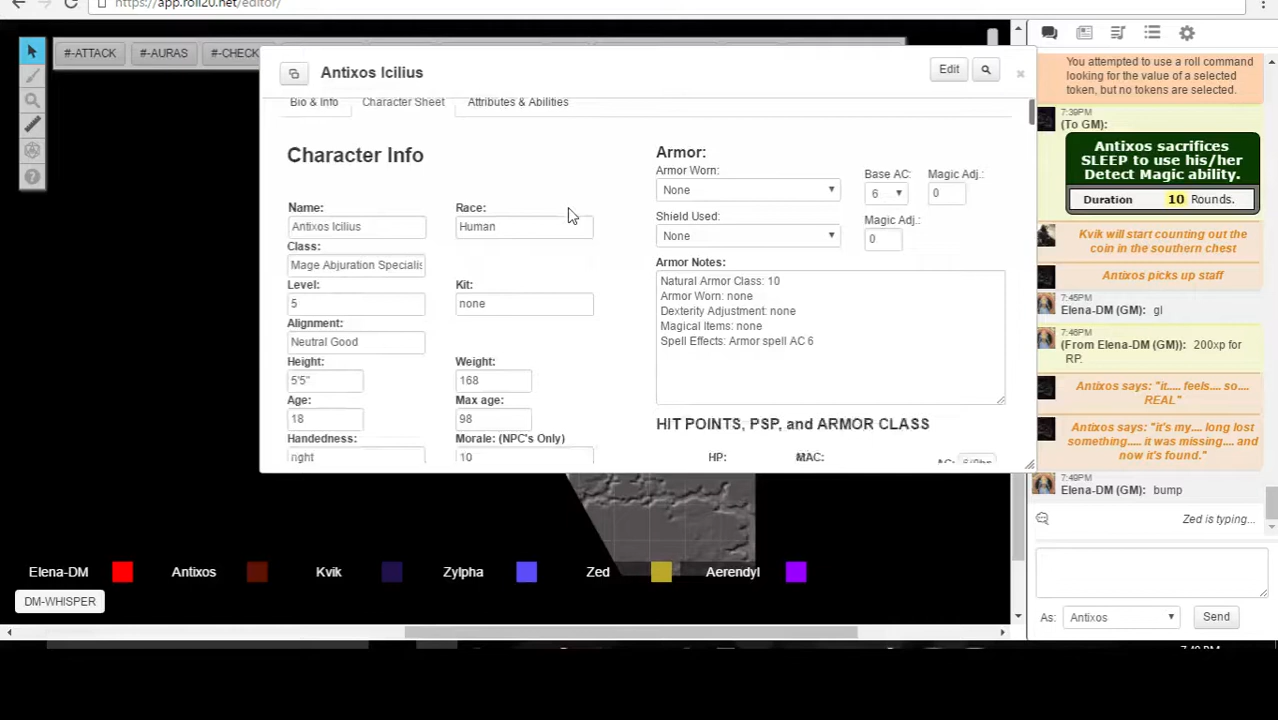 https://app.roll20.net/editor/
#-ATTACK
#-AURAS
#-CHECK
Antixos Icilius
Edit
Bio & Info
Character Sheet
Attributes & Abilities
Character Info
Name:
Race:
Antixos Icilius
Human
Class:
Mage Abjuration Specialis
Level:
Kit:
5
none
Alignment:
Neutral Good
Height:
Weight:
5'5"
168
Age:
Max age:
18
98
Handedness:
Morale: (NPC's Only)
right
10
Armor:
Armor Worn:
Base AC:
Magic Adj.:
None
6
0
Shield Used:
Magic Adj.:
None
0
Armor Notes:
Natural Armor Class: 10
Armor Worn: none
Dexterity Adjustment: none
Magical Items: none
Spell Effects: Armor spell AC 6
HIT POINTS, PSP, and ARMOR CLASS
HP:
MAC:
AC:
You attempted to use a roll command
looking for the value of a selected
token, but no tokens are selected.
7:39PM
(To GM):
Antixos sacrifices
SLEEP to use his/her
Detect Magic ability.
Duration 10 Rounds.
Kvik will start counting out the
coin in the southern chest
Antixos picks up staff
7:45PM
Elena-DM (GM): gl
7:46PM
(From Elena-DM (GM)): 200xp for
RP.
Antixos says: "it.... feels.... so....
REAL"
Antixos says: "it's my.... long lost
something..... it was missing.... and
now it's found."
7:49PM
Elena-DM (GM): bump
Zed is typing...
As:
Antixos
Send
Elena-DM
Antixos
Kvik
Zylpha
Zed
Aerendyl
DM-WHISPER